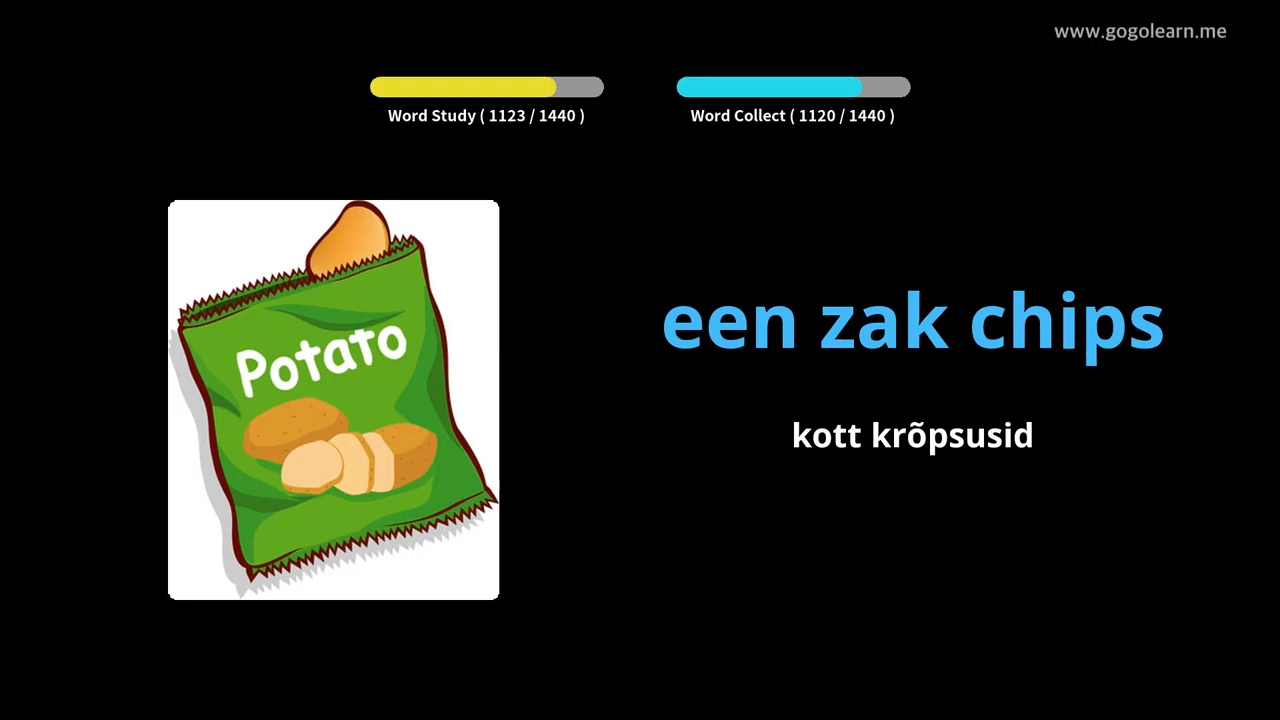 www.gogolearn.me
Word Study ( 1123 / 1440 )
Word Collect ( 1120 / 1440 )
Potato
een zak chips
kott krõpsusid